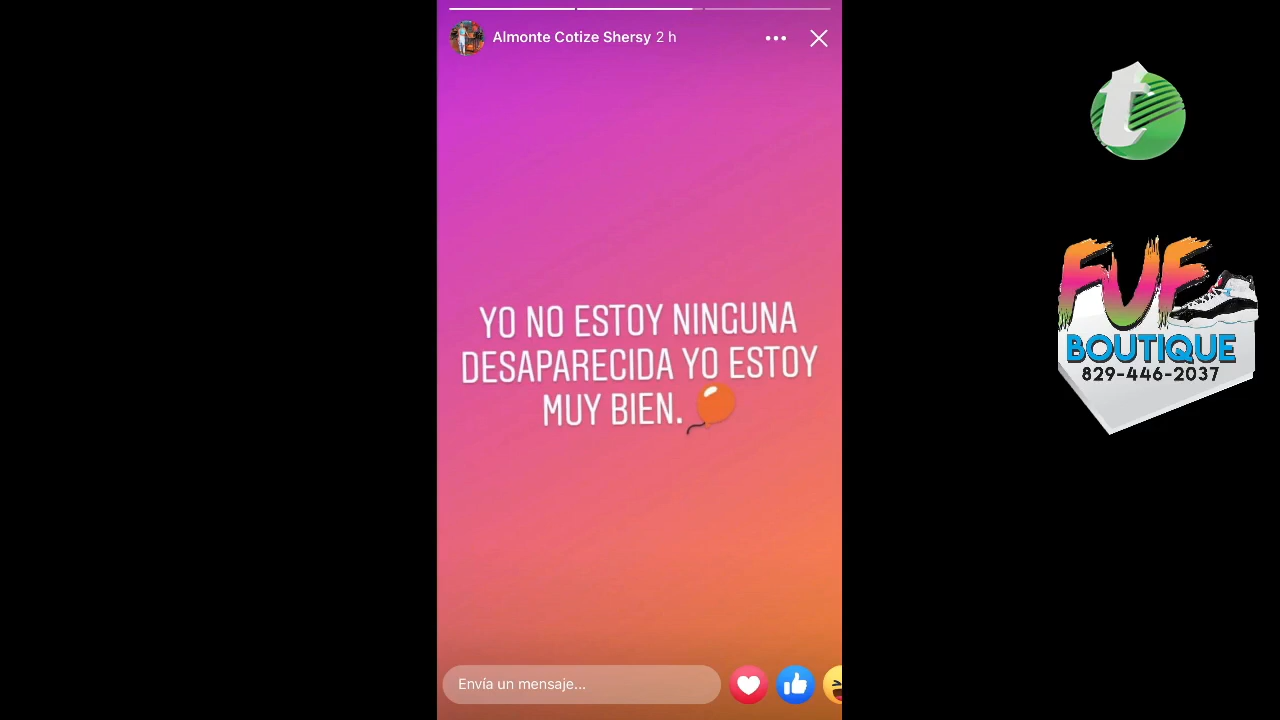 Almonte Cotize Shersy 2 h
YO NO ESTOY NINGUNA
DESAPARECIDA YO ESTOY
MUY BIEN.
Envía un mensaje...
t
FUF
BOUTIQUE
829-446-2037